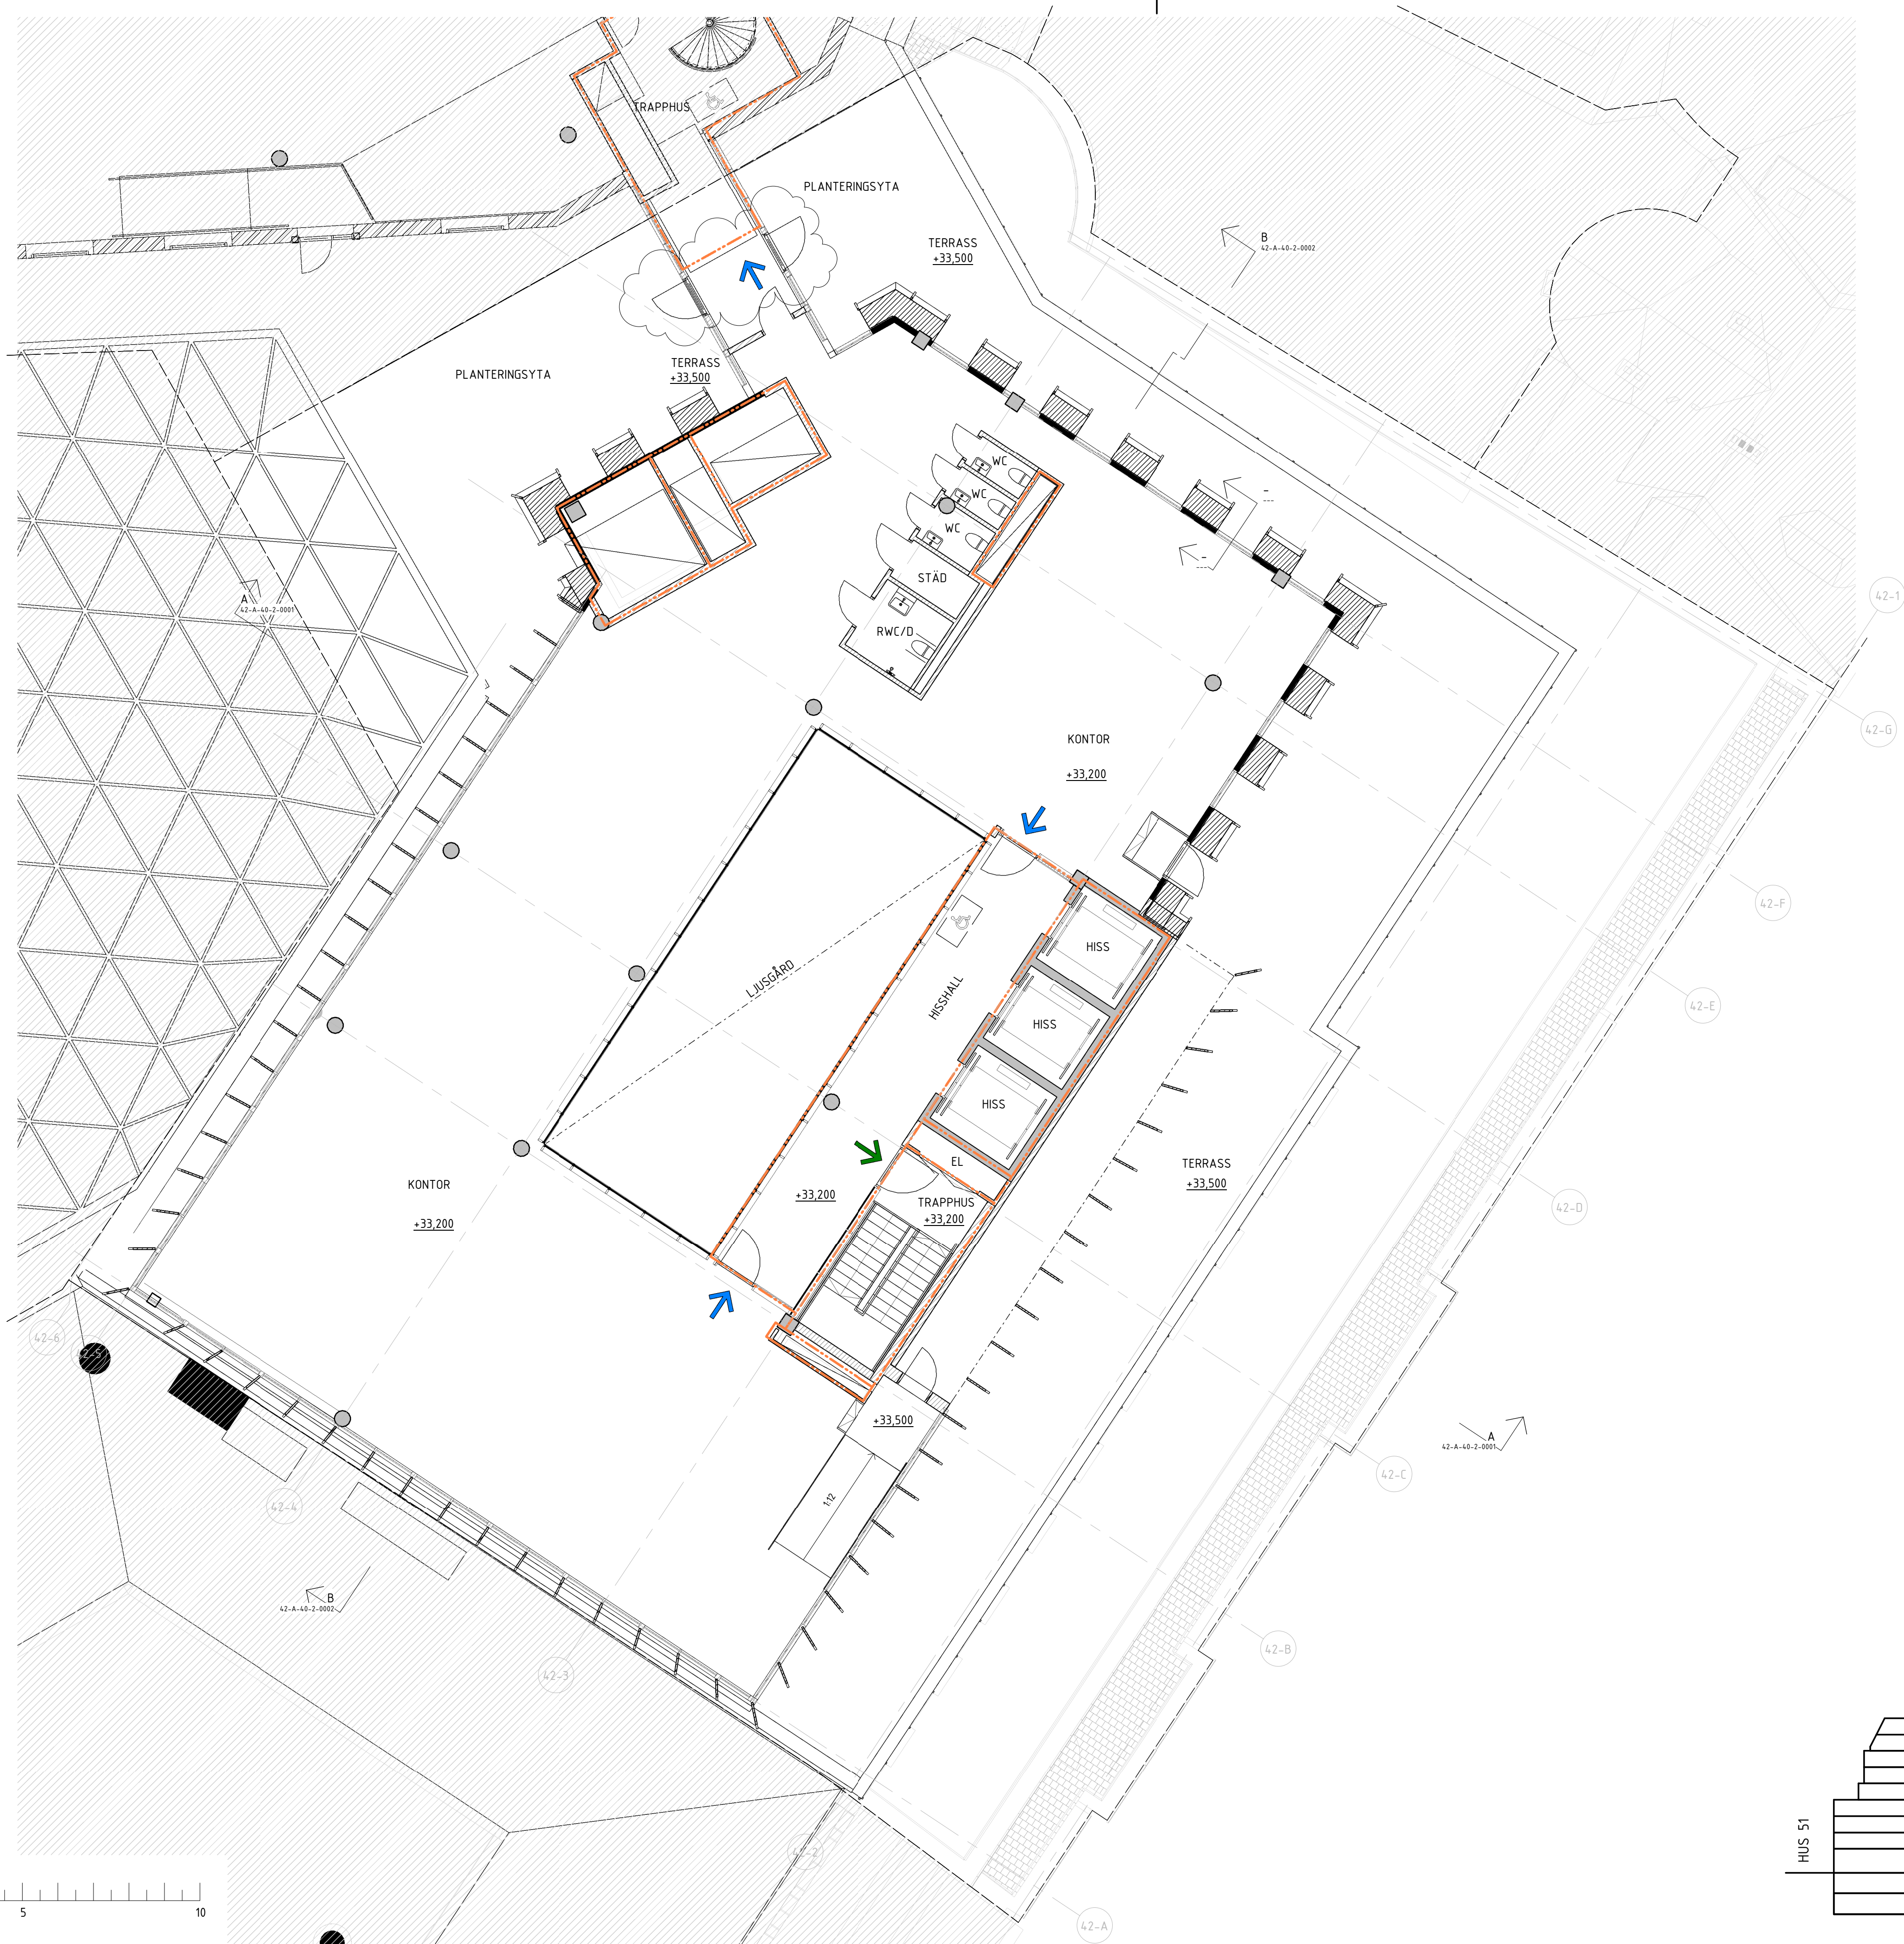 TRAPPHUS
PLANTERINGSYTA
TERRASS
+33,500
B
42-A-40-2-0002
PLANTERINGSYTA
TERRASS
+33,500
WC
WC
WC
STÄD
RWC/D
-
---
-
---
A
42-A-40-2-0001
42-1
42-G
KONTOR
+33,200
42-F
HISS
LJUSGÅRD
HISSHALL
42-E
HISS
HISS
EL
TERRASS
+33,500
KONTOR
+33,200
+33,200
TRAPPHUS
+33,200
42-D
42-6
42-5
+33,500
A
42-A-40-2-0001
42-C
1:12
42-4
B
42-A-40-2-0002
42-B
42-3
42-2
HUS 51
5
10
42-A